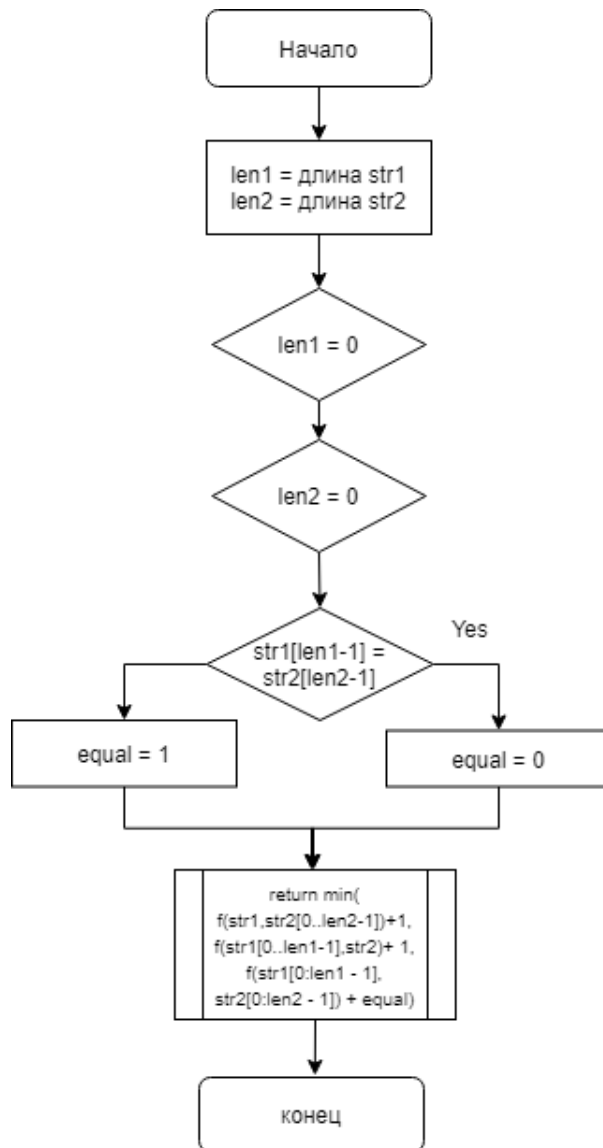 Начало
len1 = длина str1
len2 = длина str2
len1 = 0
len2 = 0
str1[len1-1] =
str2[len2-1]
Yes
equal = 1
equal = 0
return min(
f(str1,str2[0..len2-1])+1,
f(str1[0..len1-1],str2)+ 1,
f(str1[0:len1 - 1],
str2[0:len2 - 1]) + equal)
конец